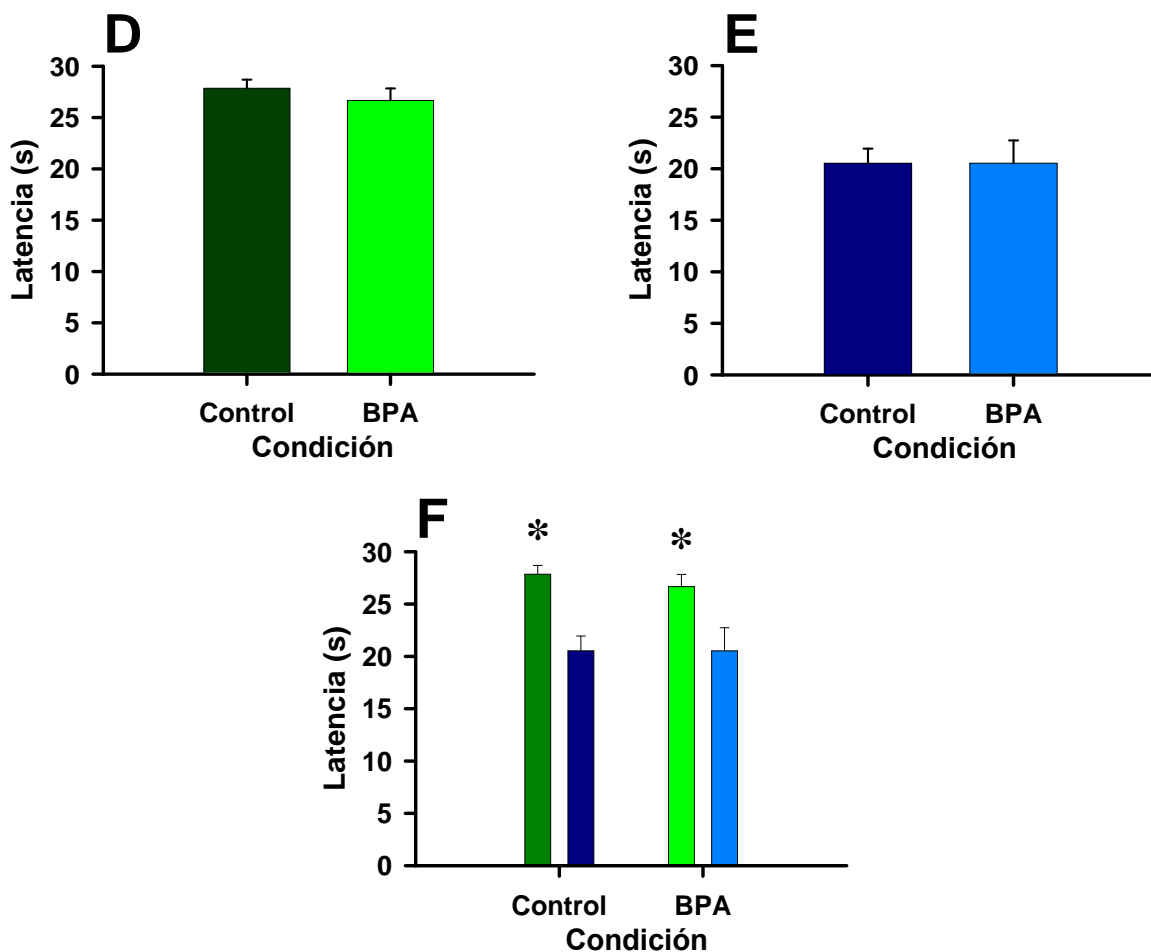 D
30
25
20
15
10
5
0
Latencia (s)
Control BPA
Condición
E
30
25
20
15
10
5
0
Latencia (s)
Control BPA
Condición
F
* *
30
25
20
15
10
5
0
Latencia (s)
Control BPA
Condición